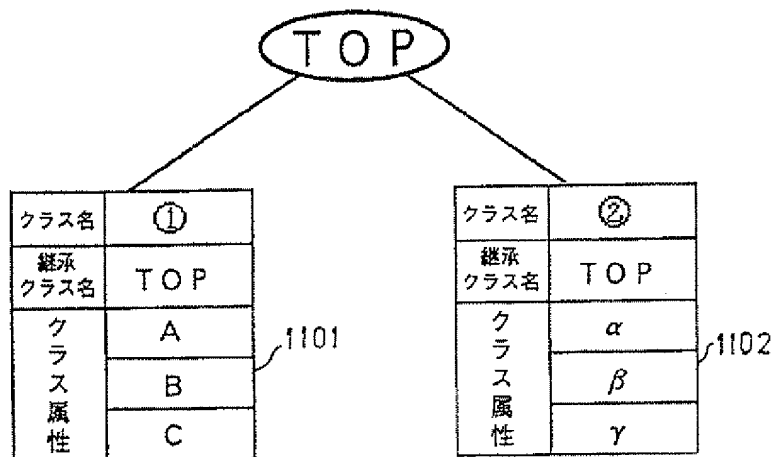 TOP
クラス名 ①
継承
クラス名 TOP
クラス属性 A
B
C
1101
クラス名 ②
継承
クラス名 TOP
クラス属性 α
β
γ
1102